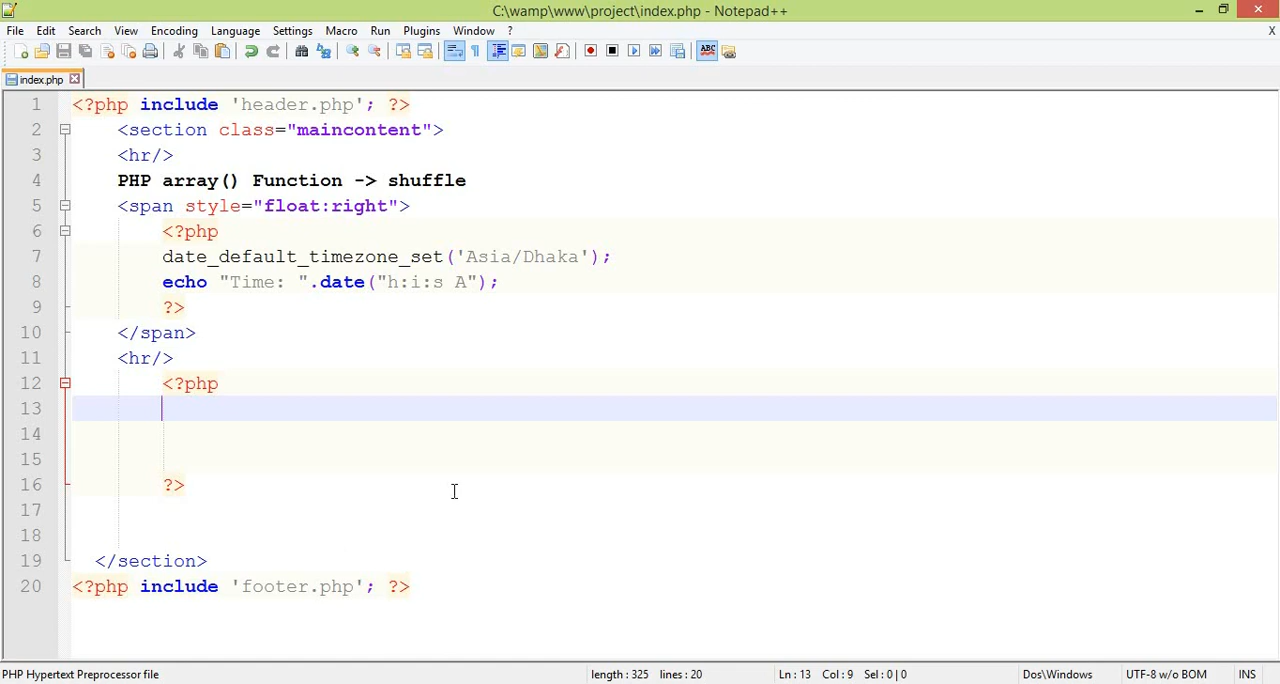 C:\wamp\www\project\index.php - Notepad++
File Edit Search View Encoding Language Settings Macro Run Plugins Window ? X
ABC
index.php
1 <?php include 'header.php'; ?>
2 <section class="maincontent">
3 <hr/>
4 PHP array() Function -> shuffle
5 <span style="float:right">
6 <?php
7 date_default_timezone_set('Asia/Dhaka');
8 echo "Time: ".date("h:i:s A");
9 ?>
10 </span>
11 <hr/>
12 <?php
13
14
15
16 ?>
17
18
19 </section>
20 <?php include 'footer.php'; ?>
PHP Hypertext Preprocessor file length : 325 lines : 20 Ln : 13 Col : 9 Sel : 0 | 0 Dos\Windows UTF-8 w/o BOM INS